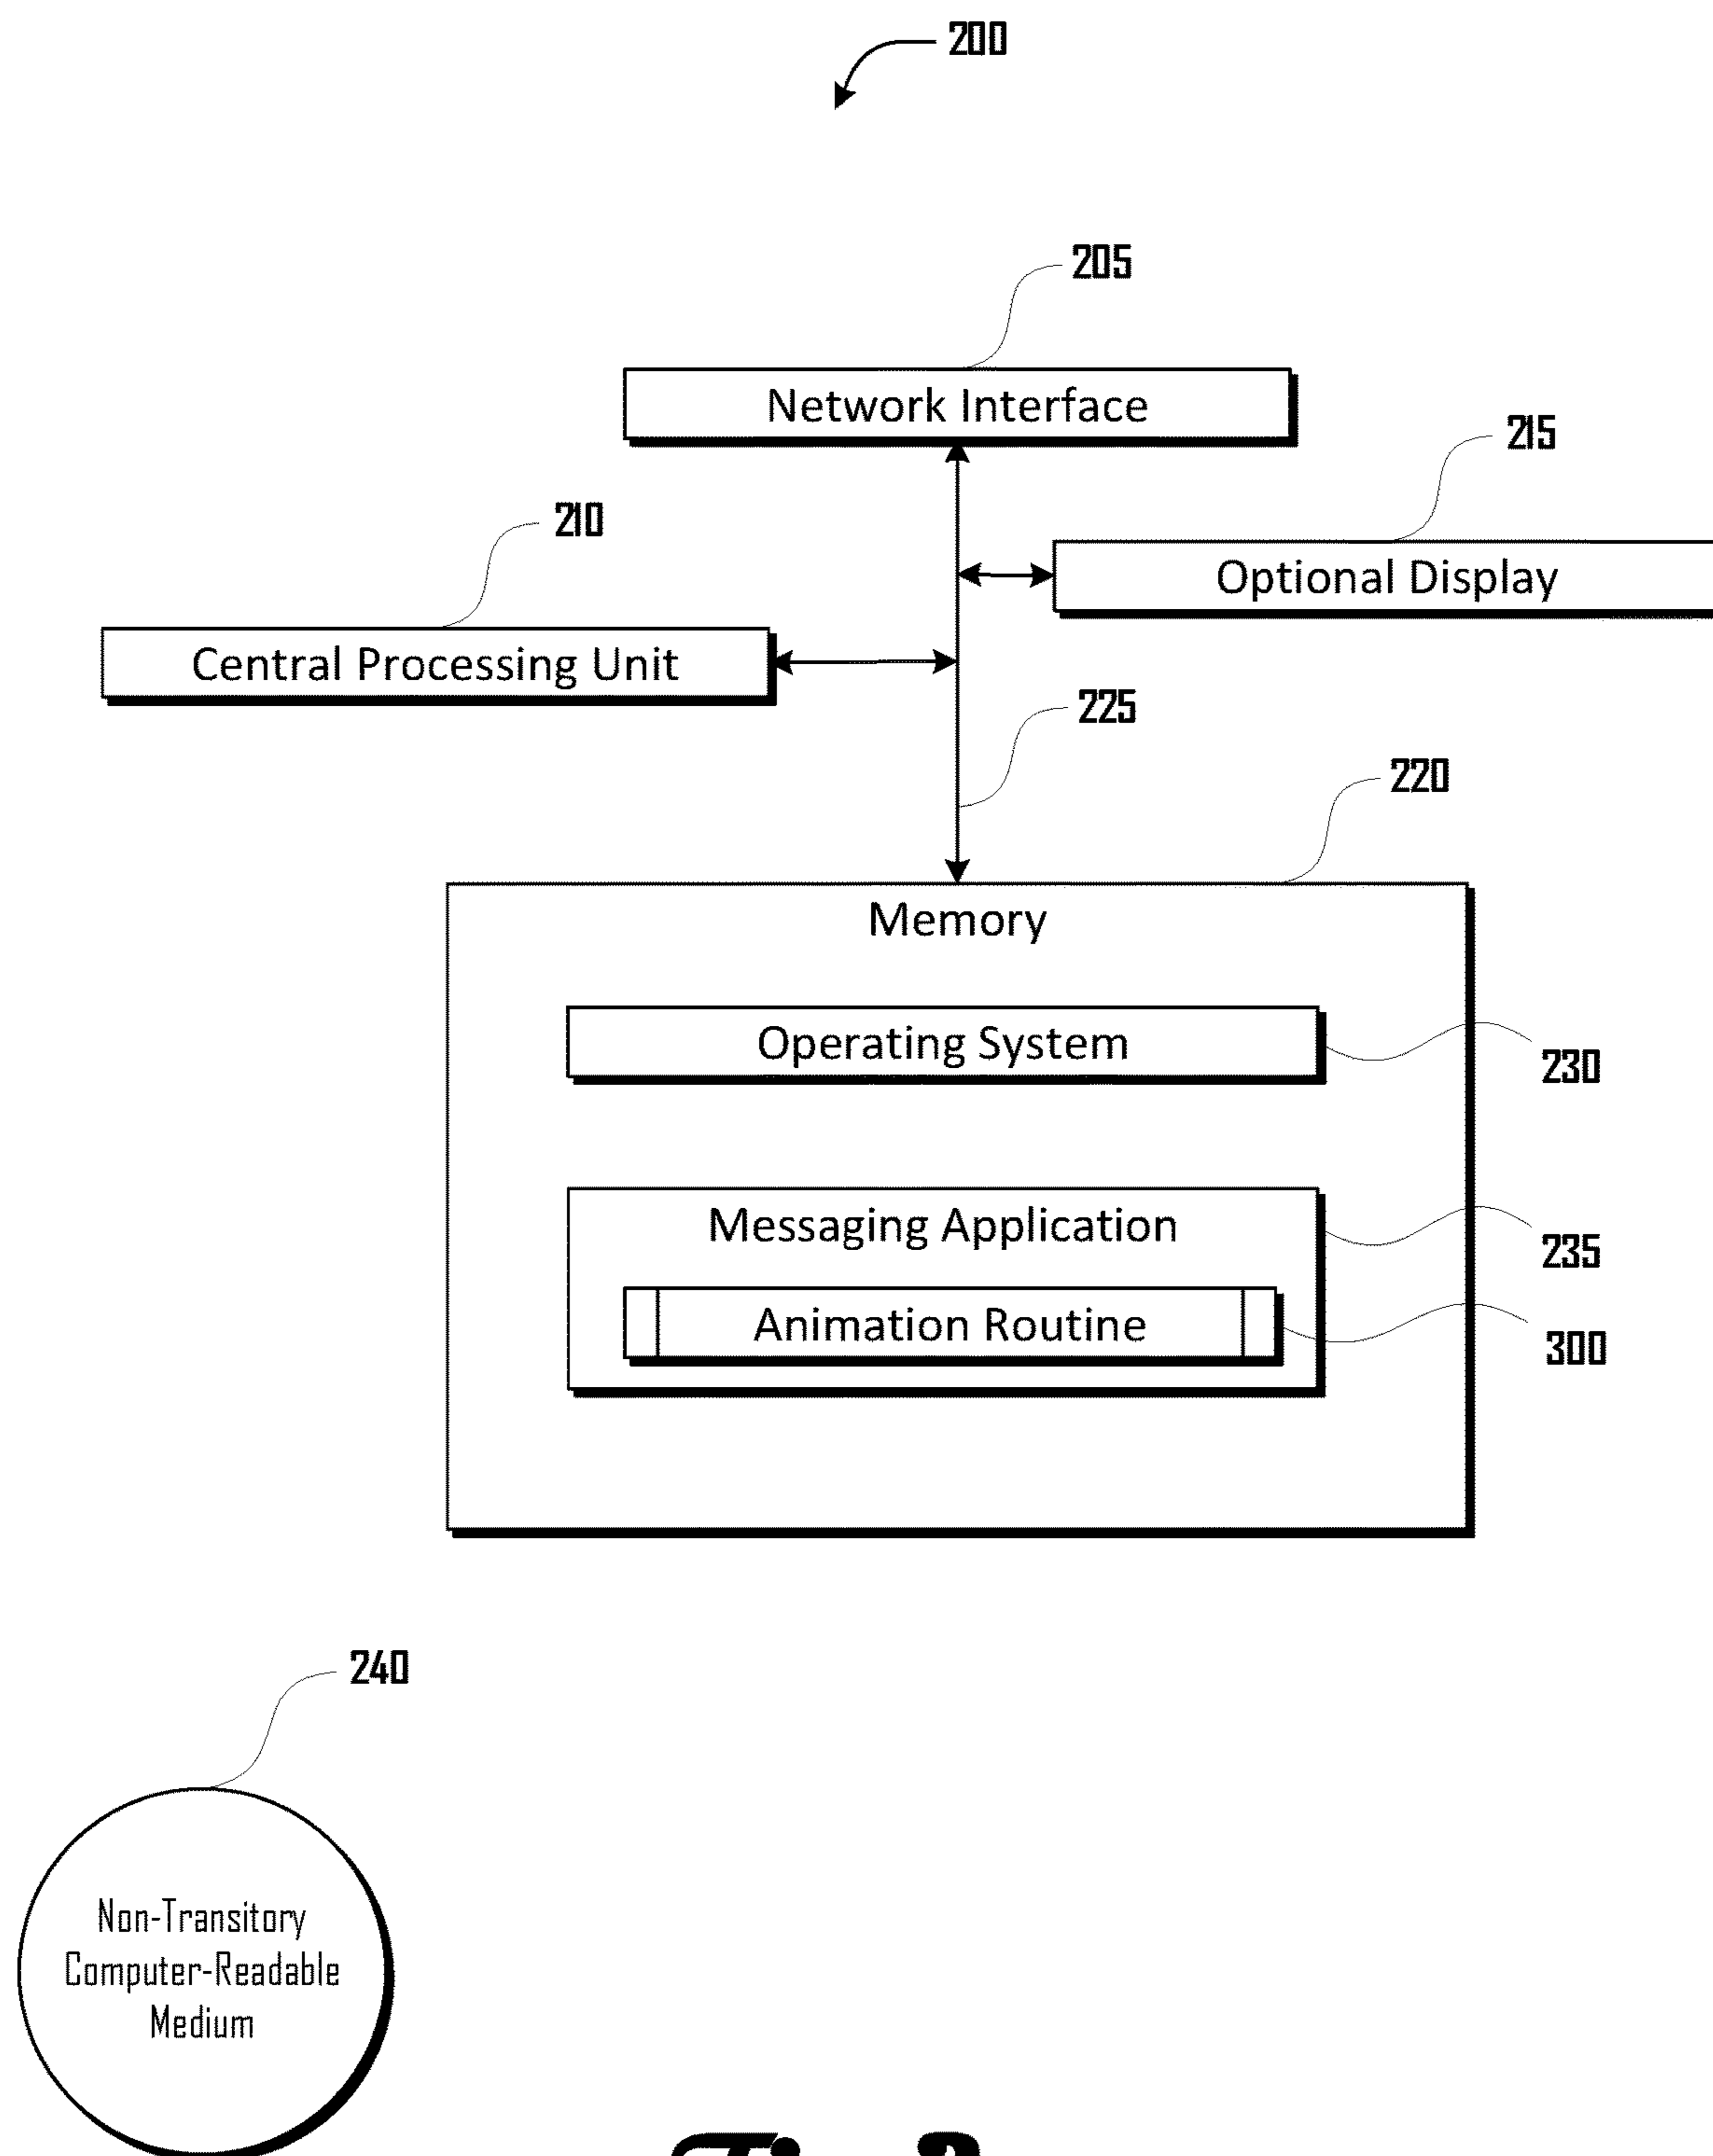 200
205
Network Interface
215
Optional Display
210
Central Processing Unit
225
220
Memory
Operating System
230
Messaging Application
235
Animation Routine
300
240
Non-Transitory
Computer-Readable
Medium